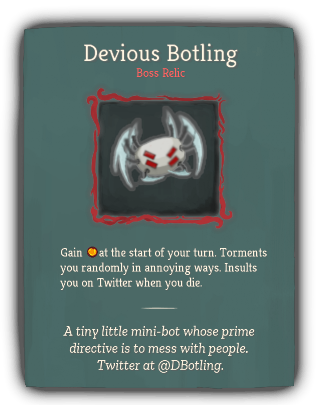 Devious Botling
Boss Relic
Gain at the start of your turn. Torments
you randomly in annoying ways. Insults
you on Twitter when you die.
A tiny little mini-bot whose prime
directive is to mess with people.
Twitter at @DBotling.